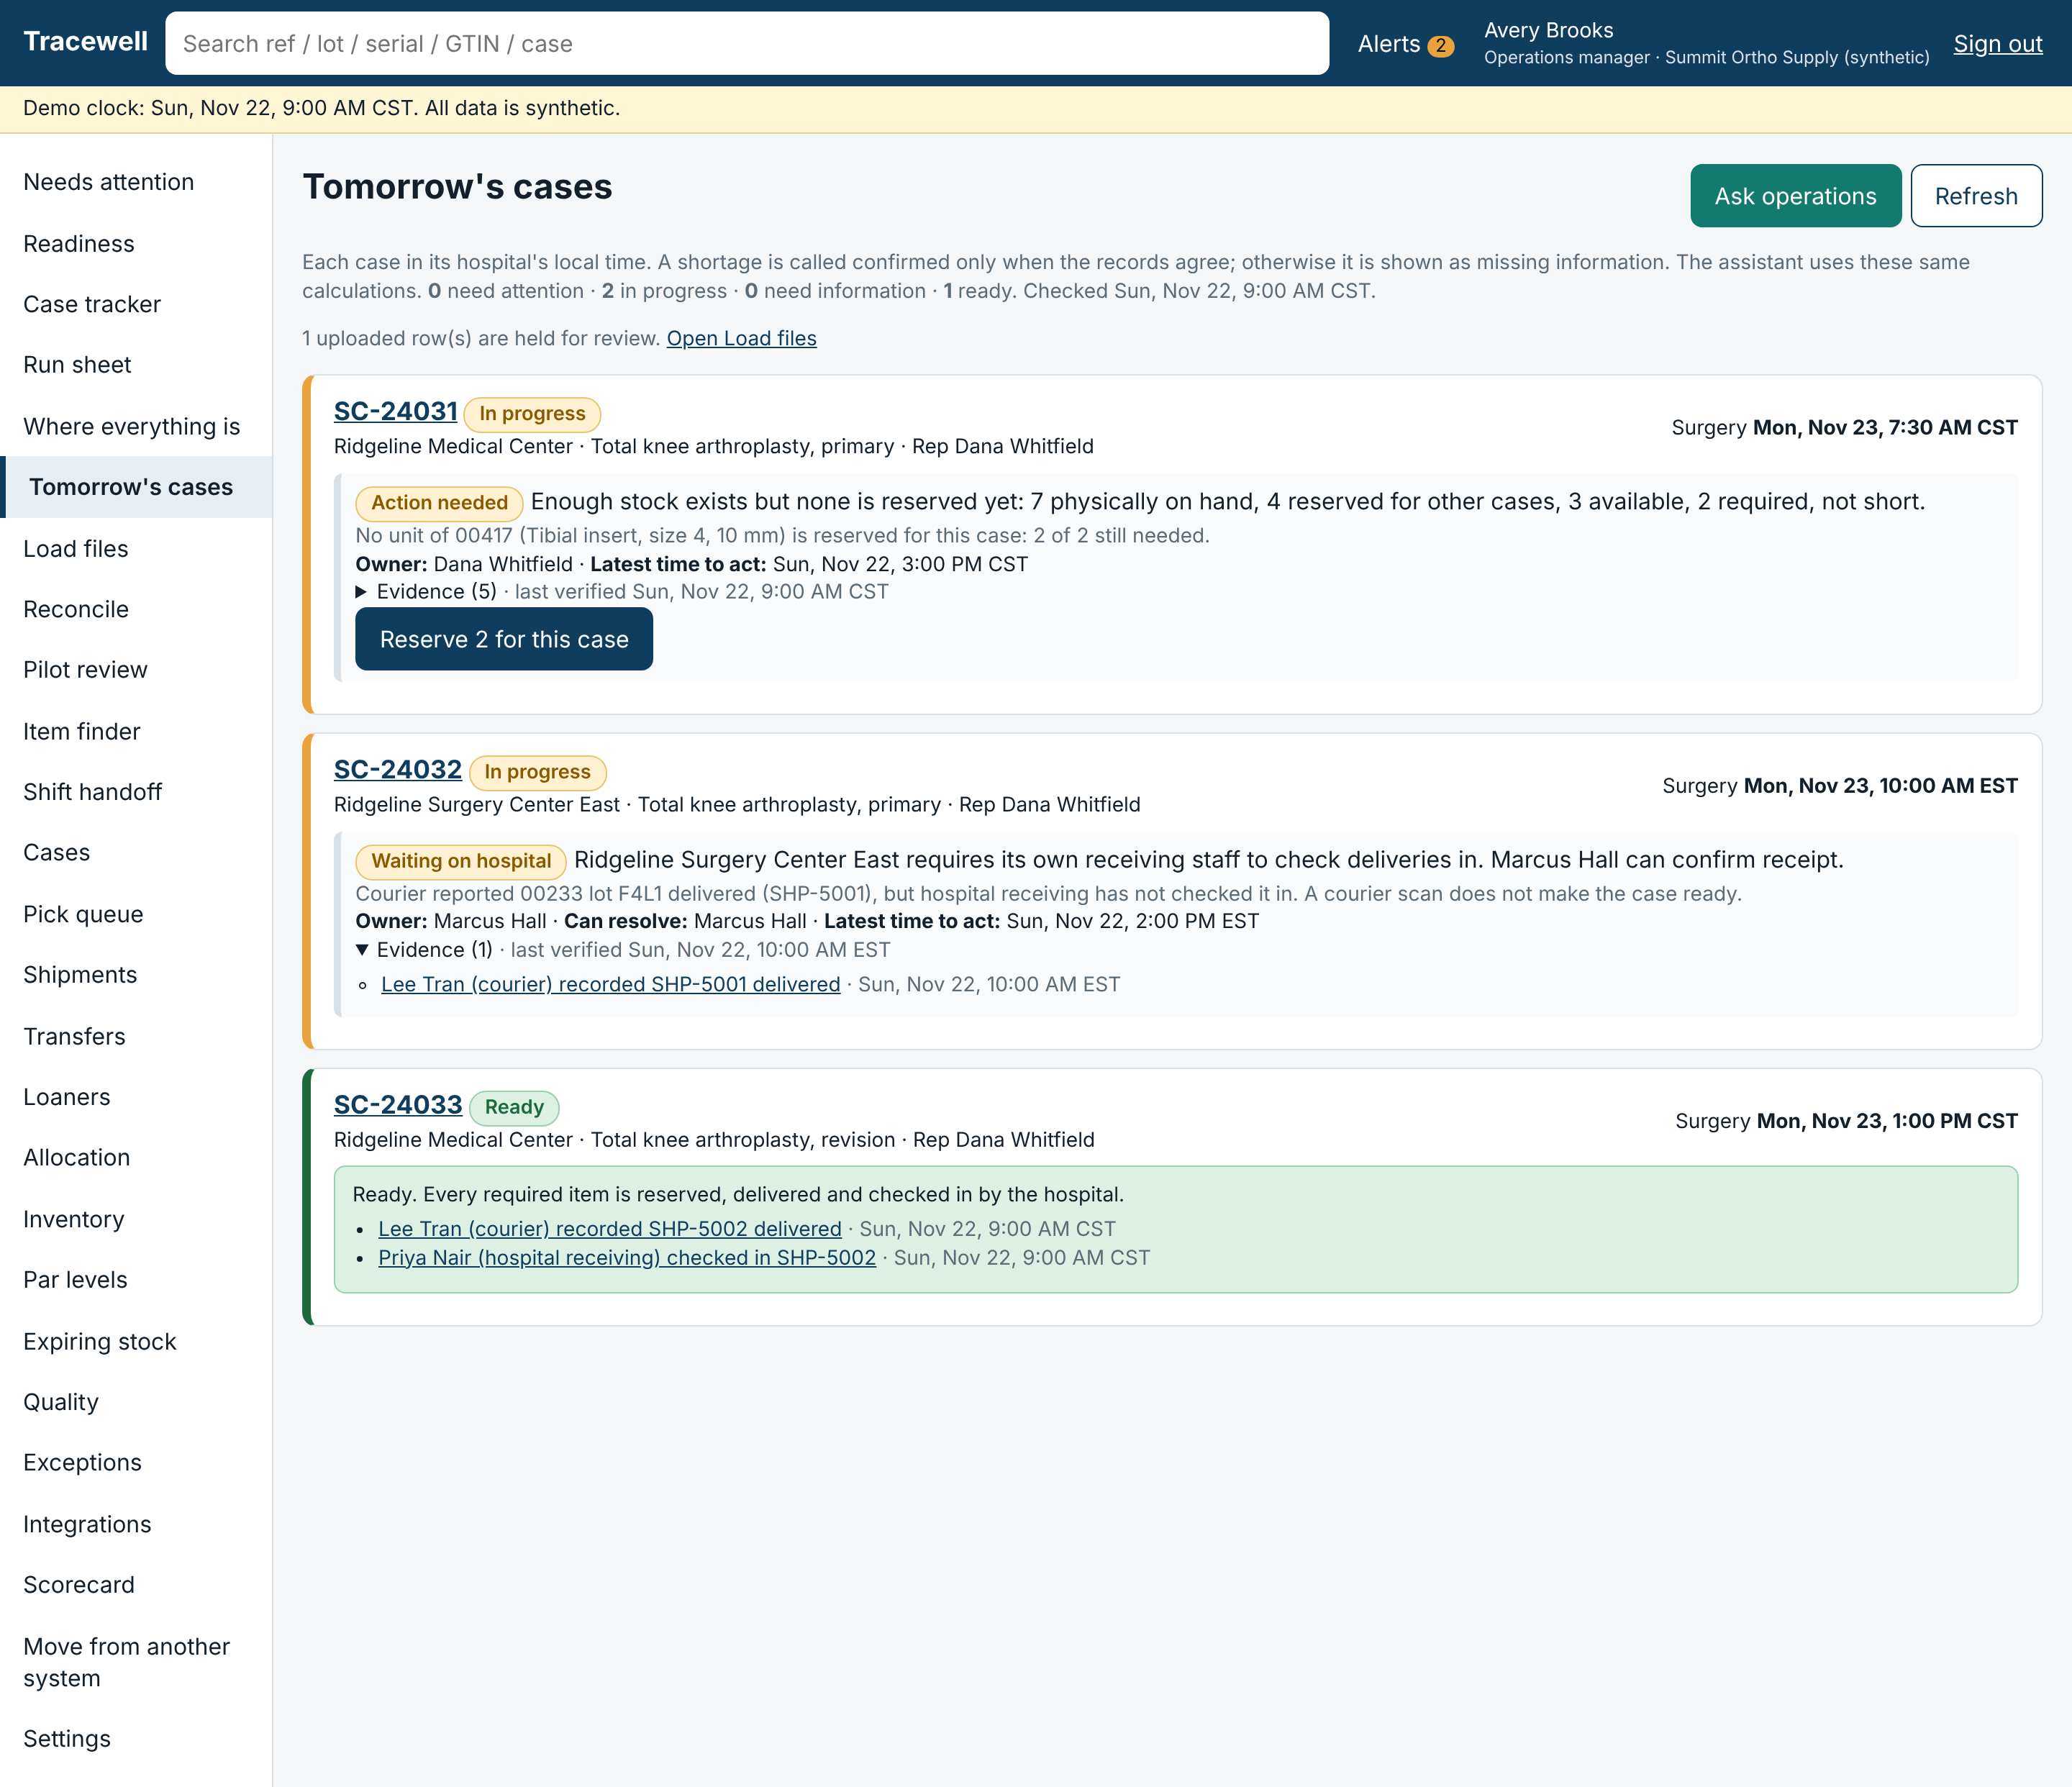 Tracewell
Search ref / lot / serial / GTIN / case
Alerts 2
Avery Brooks
Operations manager · Summit Ortho Supply (synthetic)
Sign out
Demo clock: Sun, Nov 22, 9:00 AM CST. All data is synthetic.
Needs attention
Readiness
Case tracker
Run sheet
Where everything is
Tomorrow's cases
Load files
Reconcile
Pilot review
Item finder
Shift handoff
Cases
Pick queue
Shipments
Transfers
Loaners
Allocation
Inventory
Par levels
Expiring stock
Quality
Exceptions
Integrations
Scorecard
Move from another
system
Settings
Tomorrow's cases
Ask operations
Refresh
Each case in its hospital's local time. A shortage is called confirmed only when the records agree; otherwise it is shown as missing information. The assistant uses these same
calculations. 0 need attention · 2 in progress · 0 need information · 1 ready. Checked Sun, Nov 22, 9:00 AM CST.
1 uploaded row(s) are held for review. Open Load files
SC-24031 In progress
Surgery Mon, Nov 23, 7:30 AM CST
Ridgeline Medical Center · Total knee arthroplasty, primary · Rep Dana Whitfield
Action needed Enough stock exists but none is reserved yet: 7 physically on hand, 4 reserved for other cases, 3 available, 2 required, not short.
No unit of 00417 (Tibial insert, size 4, 10 mm) is reserved for this case: 2 of 2 still needed.
Owner: Dana Whitfield · Latest time to act: Sun, Nov 22, 3:00 PM CST
Evidence (5) · last verified Sun, Nov 22, 9:00 AM CST
Reserve 2 for this case
SC-24032 In progress
Surgery Mon, Nov 23, 10:00 AM EST
Ridgeline Surgery Center East · Total knee arthroplasty, primary · Rep Dana Whitfield
Waiting on hospital Ridgeline Surgery Center East requires its own receiving staff to check deliveries in. Marcus Hall can confirm receipt.
Courier reported 00233 lot F4L1 delivered (SHP-5001), but hospital receiving has not checked it in. A courier scan does not make the case ready.
Owner: Marcus Hall · Can resolve: Marcus Hall · Latest time to act: Sun, Nov 22, 2:00 PM EST
Evidence (1) · last verified Sun, Nov 22, 10:00 AM EST
Lee Tran (courier) recorded SHP-5001 delivered · Sun, Nov 22, 10:00 AM EST
SC-24033 Ready
Surgery Mon, Nov 23, 1:00 PM CST
Ridgeline Medical Center · Total knee arthroplasty, revision · Rep Dana Whitfield
Ready. Every required item is reserved, delivered and checked in by the hospital.
Lee Tran (courier) recorded SHP-5002 delivered · Sun, Nov 22, 9:00 AM CST
Priya Nair (hospital receiving) checked in SHP-5002 · Sun, Nov 22, 9:00 AM CST